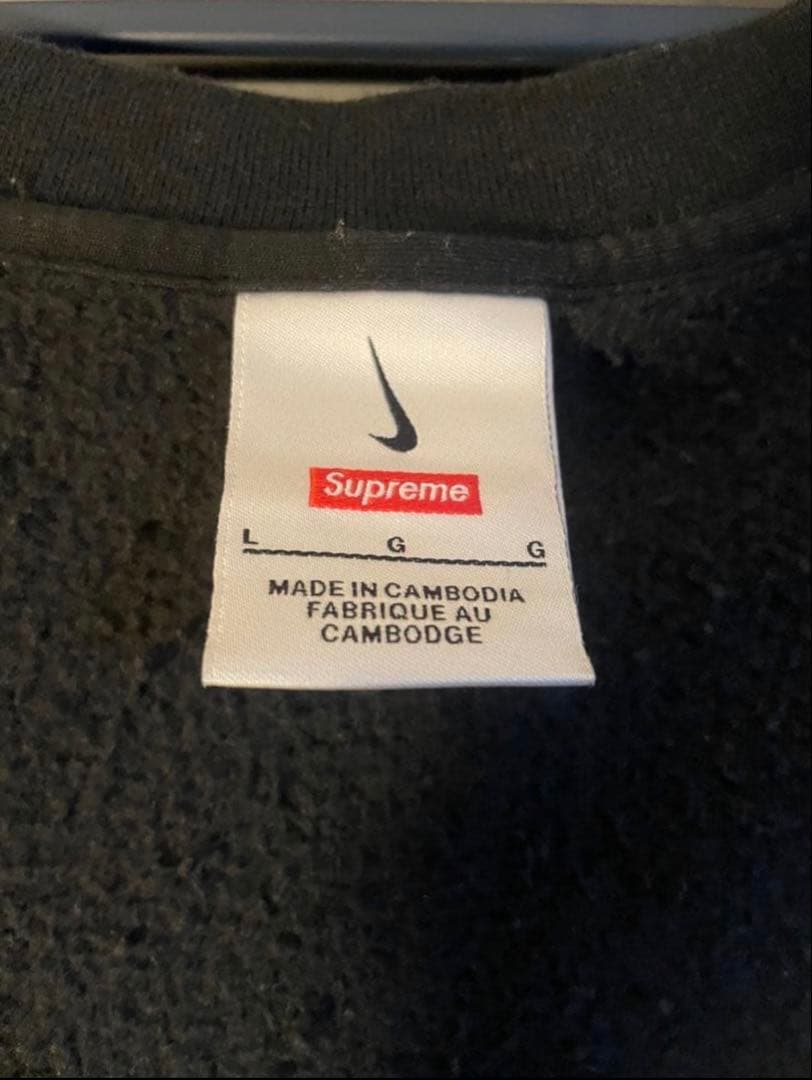 Supreme
L G G
MADE IN CAMBODIA
FABRIQUE AU
CAMBODGE